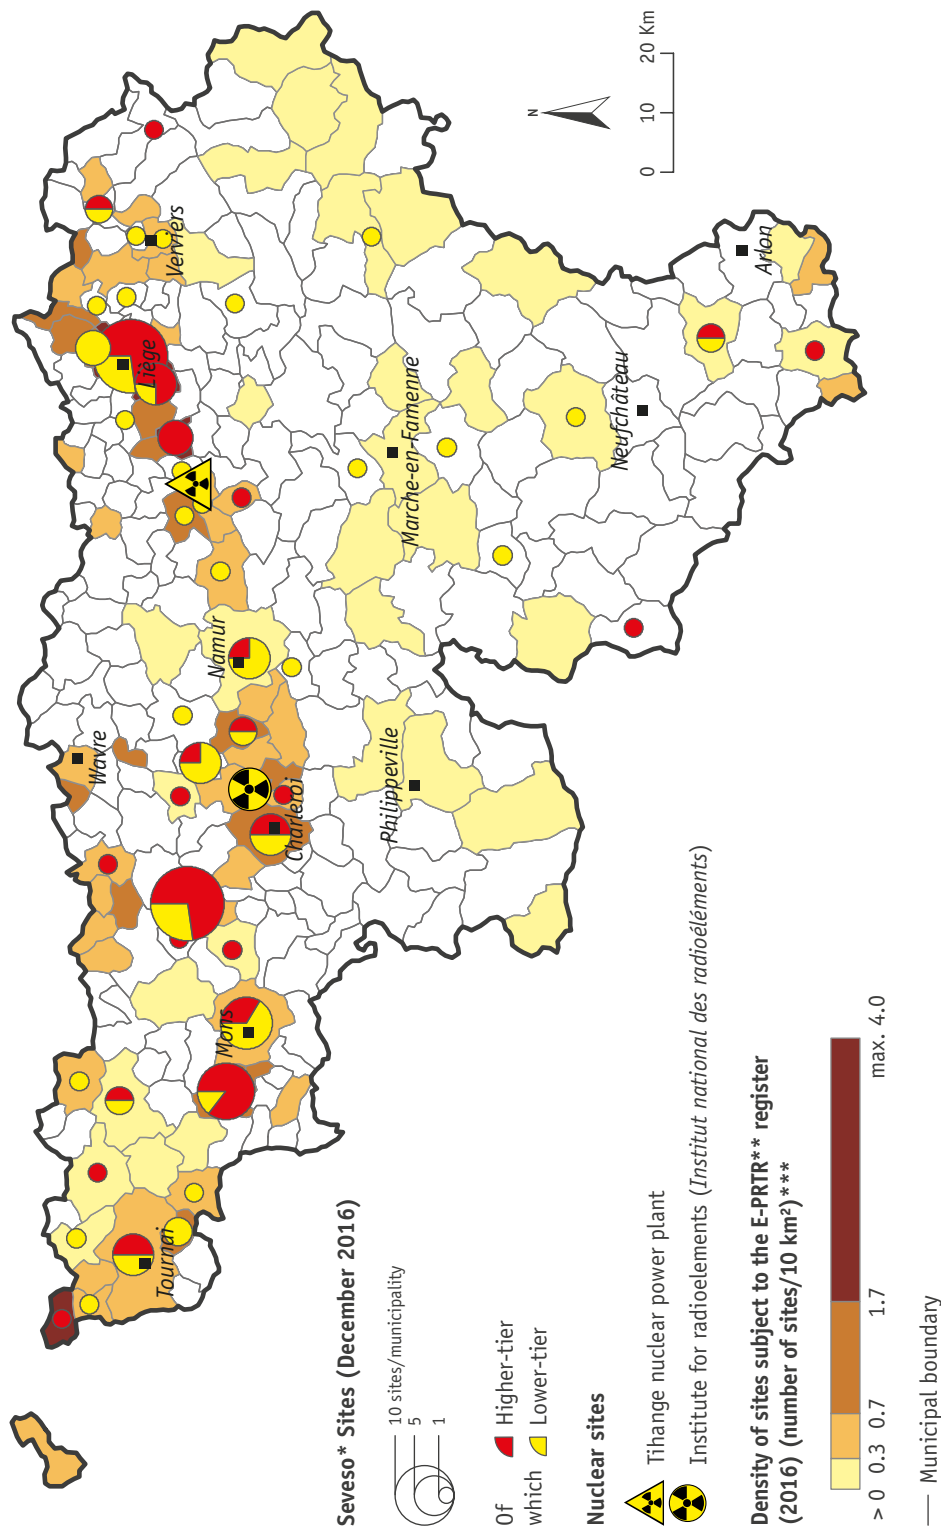 Tournai
Mons
Charleroi
Wavre
Namur
Philippeville
Liège
Verviers
Marche-en-Famenne
Neufchâteau
Arlon
N
0 10 20 Km
Seveso* Sites (December 2016)
10 sites/municipality
5
1
Of
which
Higher-tier
Lower-tier
Nuclear sites
Tihange nuclear power plant
Institute for radioelements (Institut national des radioéléments)
Density of sites subject to the E-PRTR** register
(2016) (number of sites/10 km²)***
> 0 0.3 0.7 1.7 max. 4.0
Municipal boundary